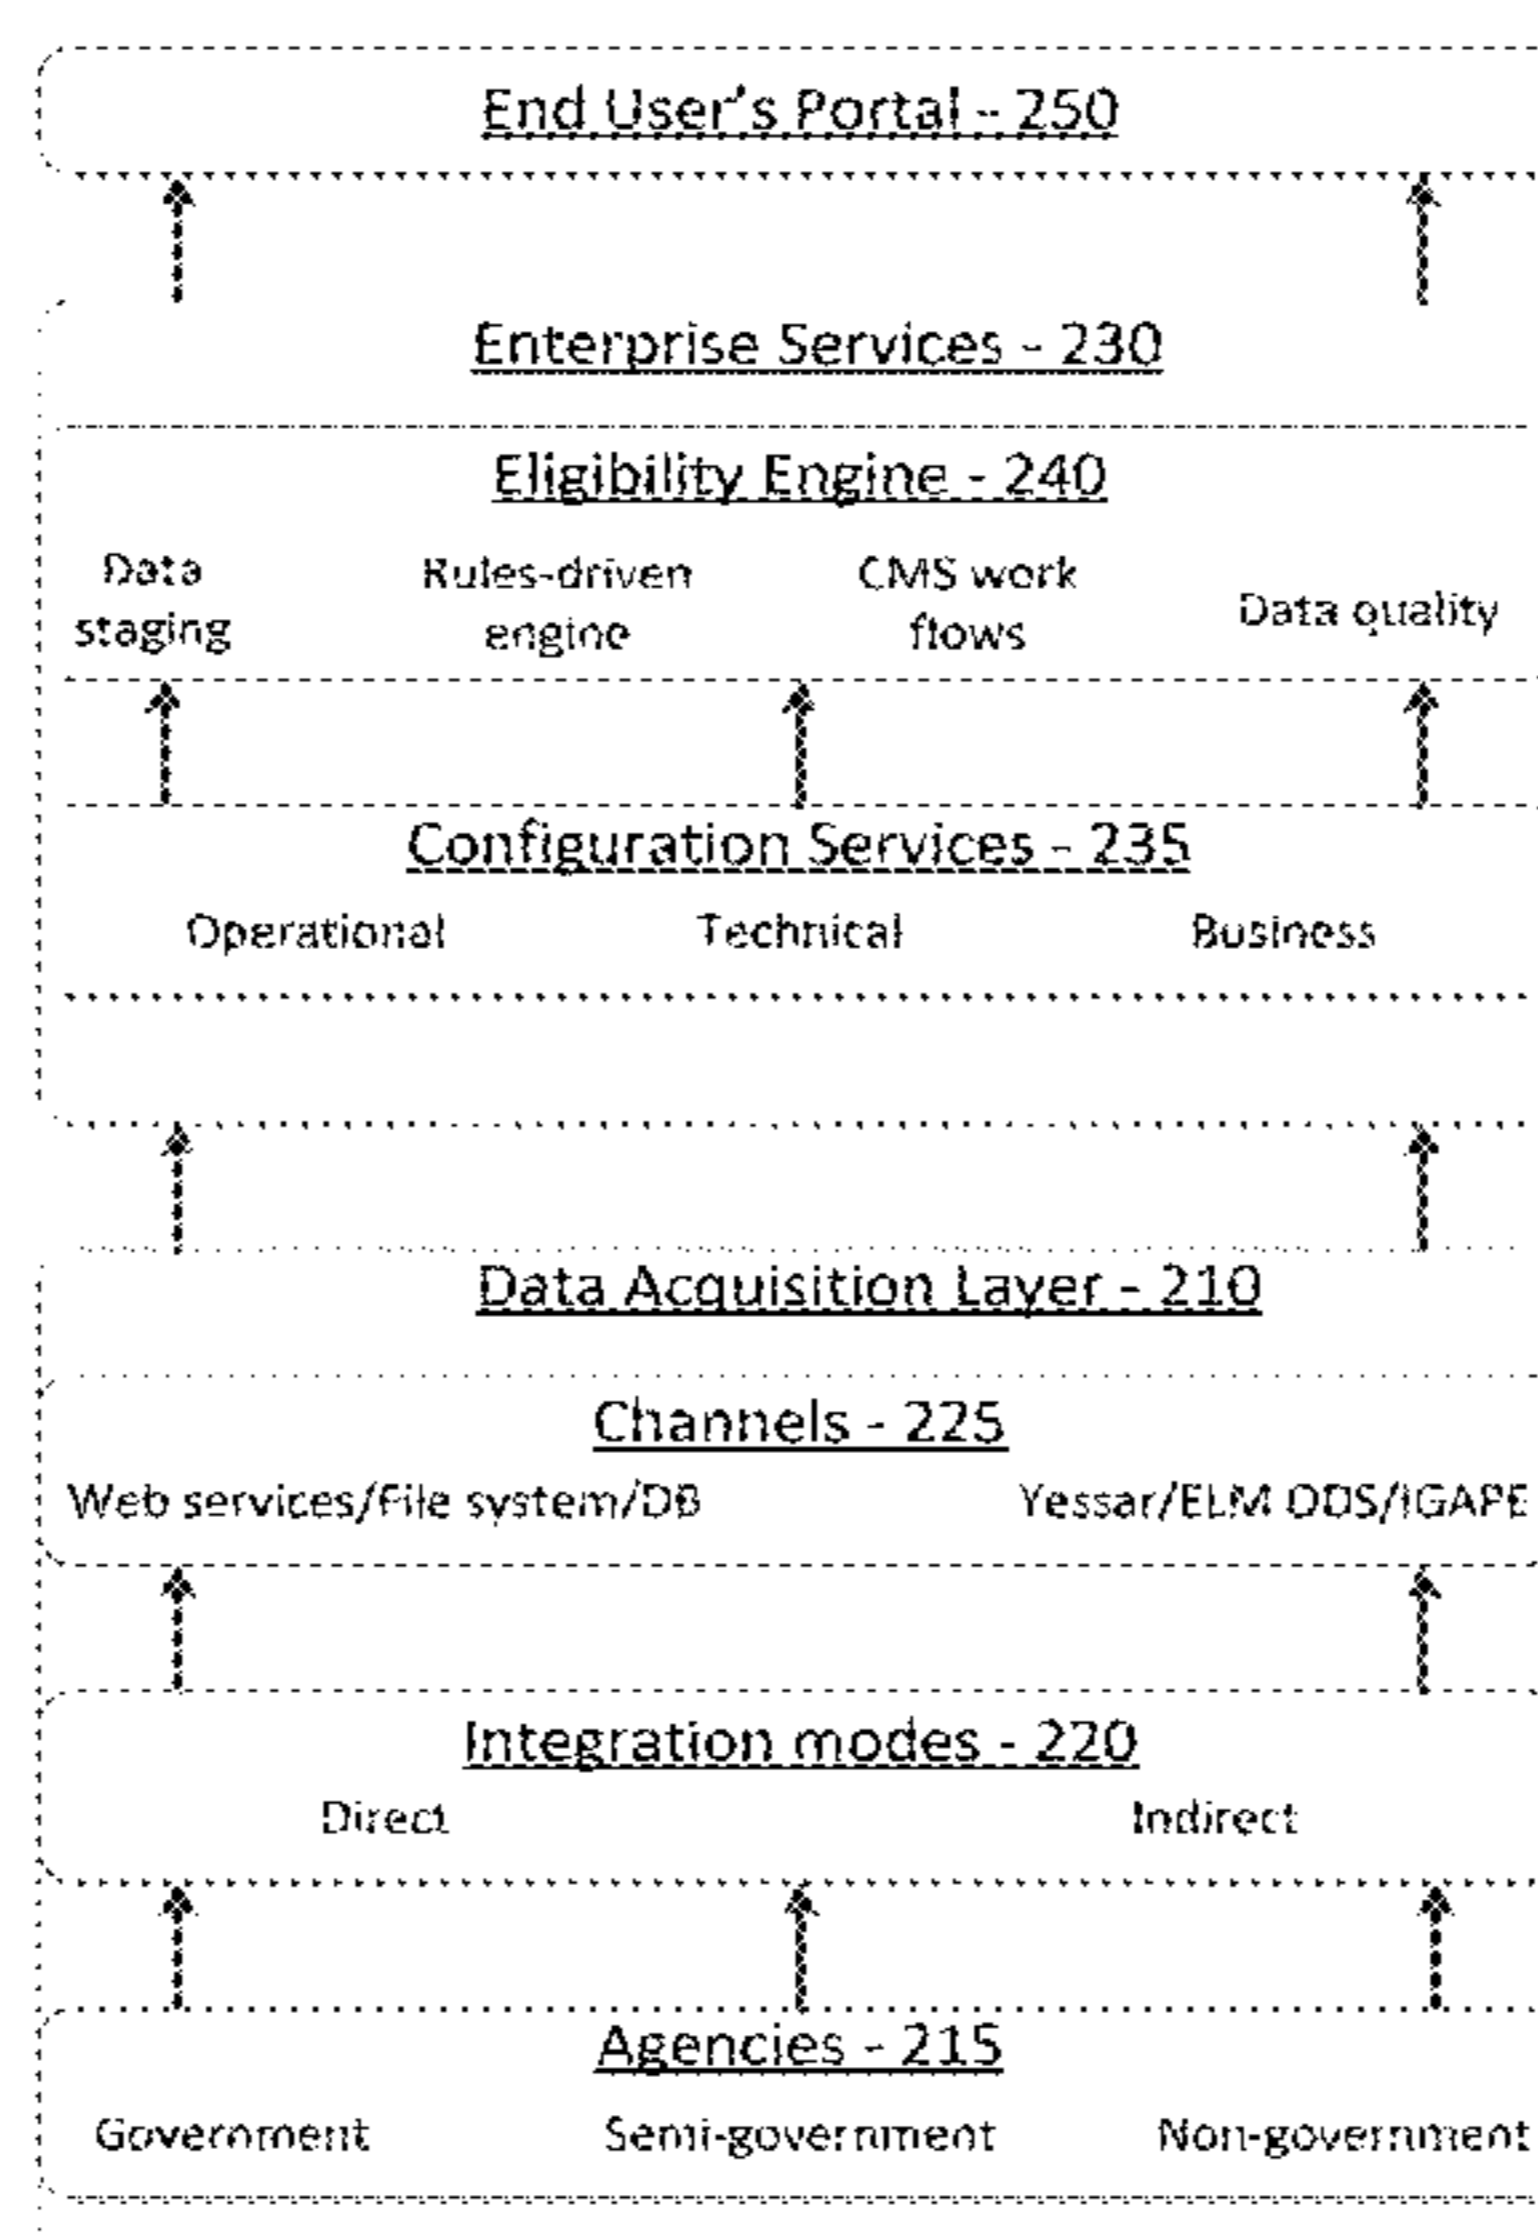 End User's Portal - 250
Enterprise Services - 230
Eligibility Engine - 240
Data staging
Rules-driven engine
CMS work flows
Data quality
Configuration Services - 235
Operational Technical Business
Data Acquisition Layer - 210
Channels - 225
Web services/File system/DB Yessar/ELM ODS/IGAPE
Integration modes - 220
Direct Indirect
Agencies - 215
Government Semi-government Non-government